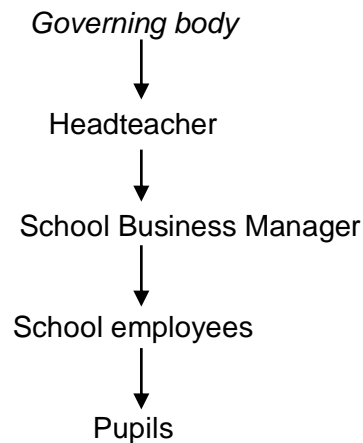 Governing body
Headteacher
School Business Manager
School employees
Pupils